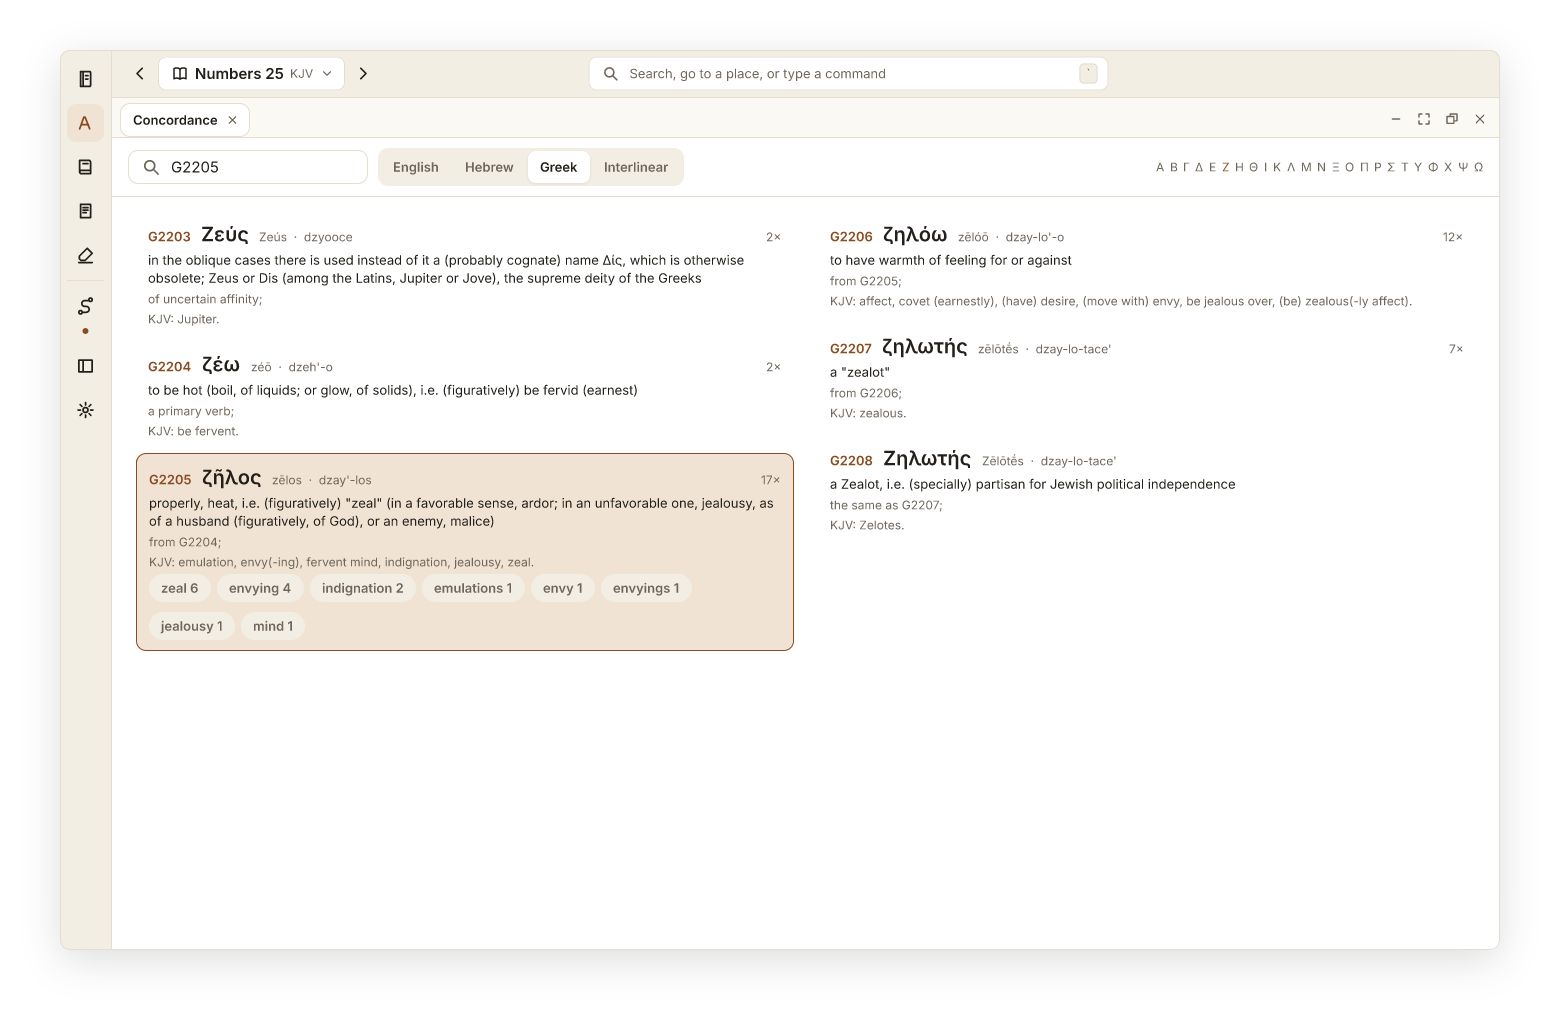 Numbers 25 KJV
Search, go to a place, or type a command
Concordance
G2205
English Hebrew Greek Interlinear
Α Β Γ Δ Ε Ζ Η Θ Ι Κ Λ Μ Ν Ξ Ο Π Ρ Σ Τ Υ Φ Χ Ψ Ω
G2203 Ζεύς Zeús · dzyooce 2×
in the oblique cases there is used instead of it a (probably cognate) name Δίς, which is otherwise
obsolete; Zeus or Dis (among the Latins, Jupiter or Jove), the supreme deity of the Greeks
of uncertain affinity;
KJV: Jupiter.
G2204 ζέω zéō · dzeh'-o 2×
to be hot (boil, of liquids; or glow, of solids), i.e. (figuratively) be fervid (earnest)
a primary verb;
KJV: be fervent.
G2205 ζῆλος zēlos · dzay'-los 17×
properly, heat, i.e. (figuratively) "zeal" (in a favorable sense, ardor; in an unfavorable one, jealousy, as
of a husband (figuratively, of God), or an enemy, malice)
from G2204;
KJV: emulation, envy(-ing), fervent mind, indignation, jealousy, zeal.
zeal 6 envying 4 indignation 2 emulations 1 envy 1 envyings 1
jealousy 1 mind 1
G2206 ζηλόω zēlóō · dzay-lo'-o 12×
to have warmth of feeling for or against
from G2205;
KJV: affect, covet (earnestly), (have) desire, (move with) envy, be jealous over, (be) zealous(-ly affect).
G2207 ζηλωτής zēlōtḗs · dzay-lo-tace' 7×
a "zealot"
from G2206;
KJV: zealous.
G2208 Ζηλωτής Zēlōtḗs · dzay-lo-tace'
a Zealot, i.e. (specially) partisan for Jewish political independence
the same as G2207;
KJV: Zelotes.